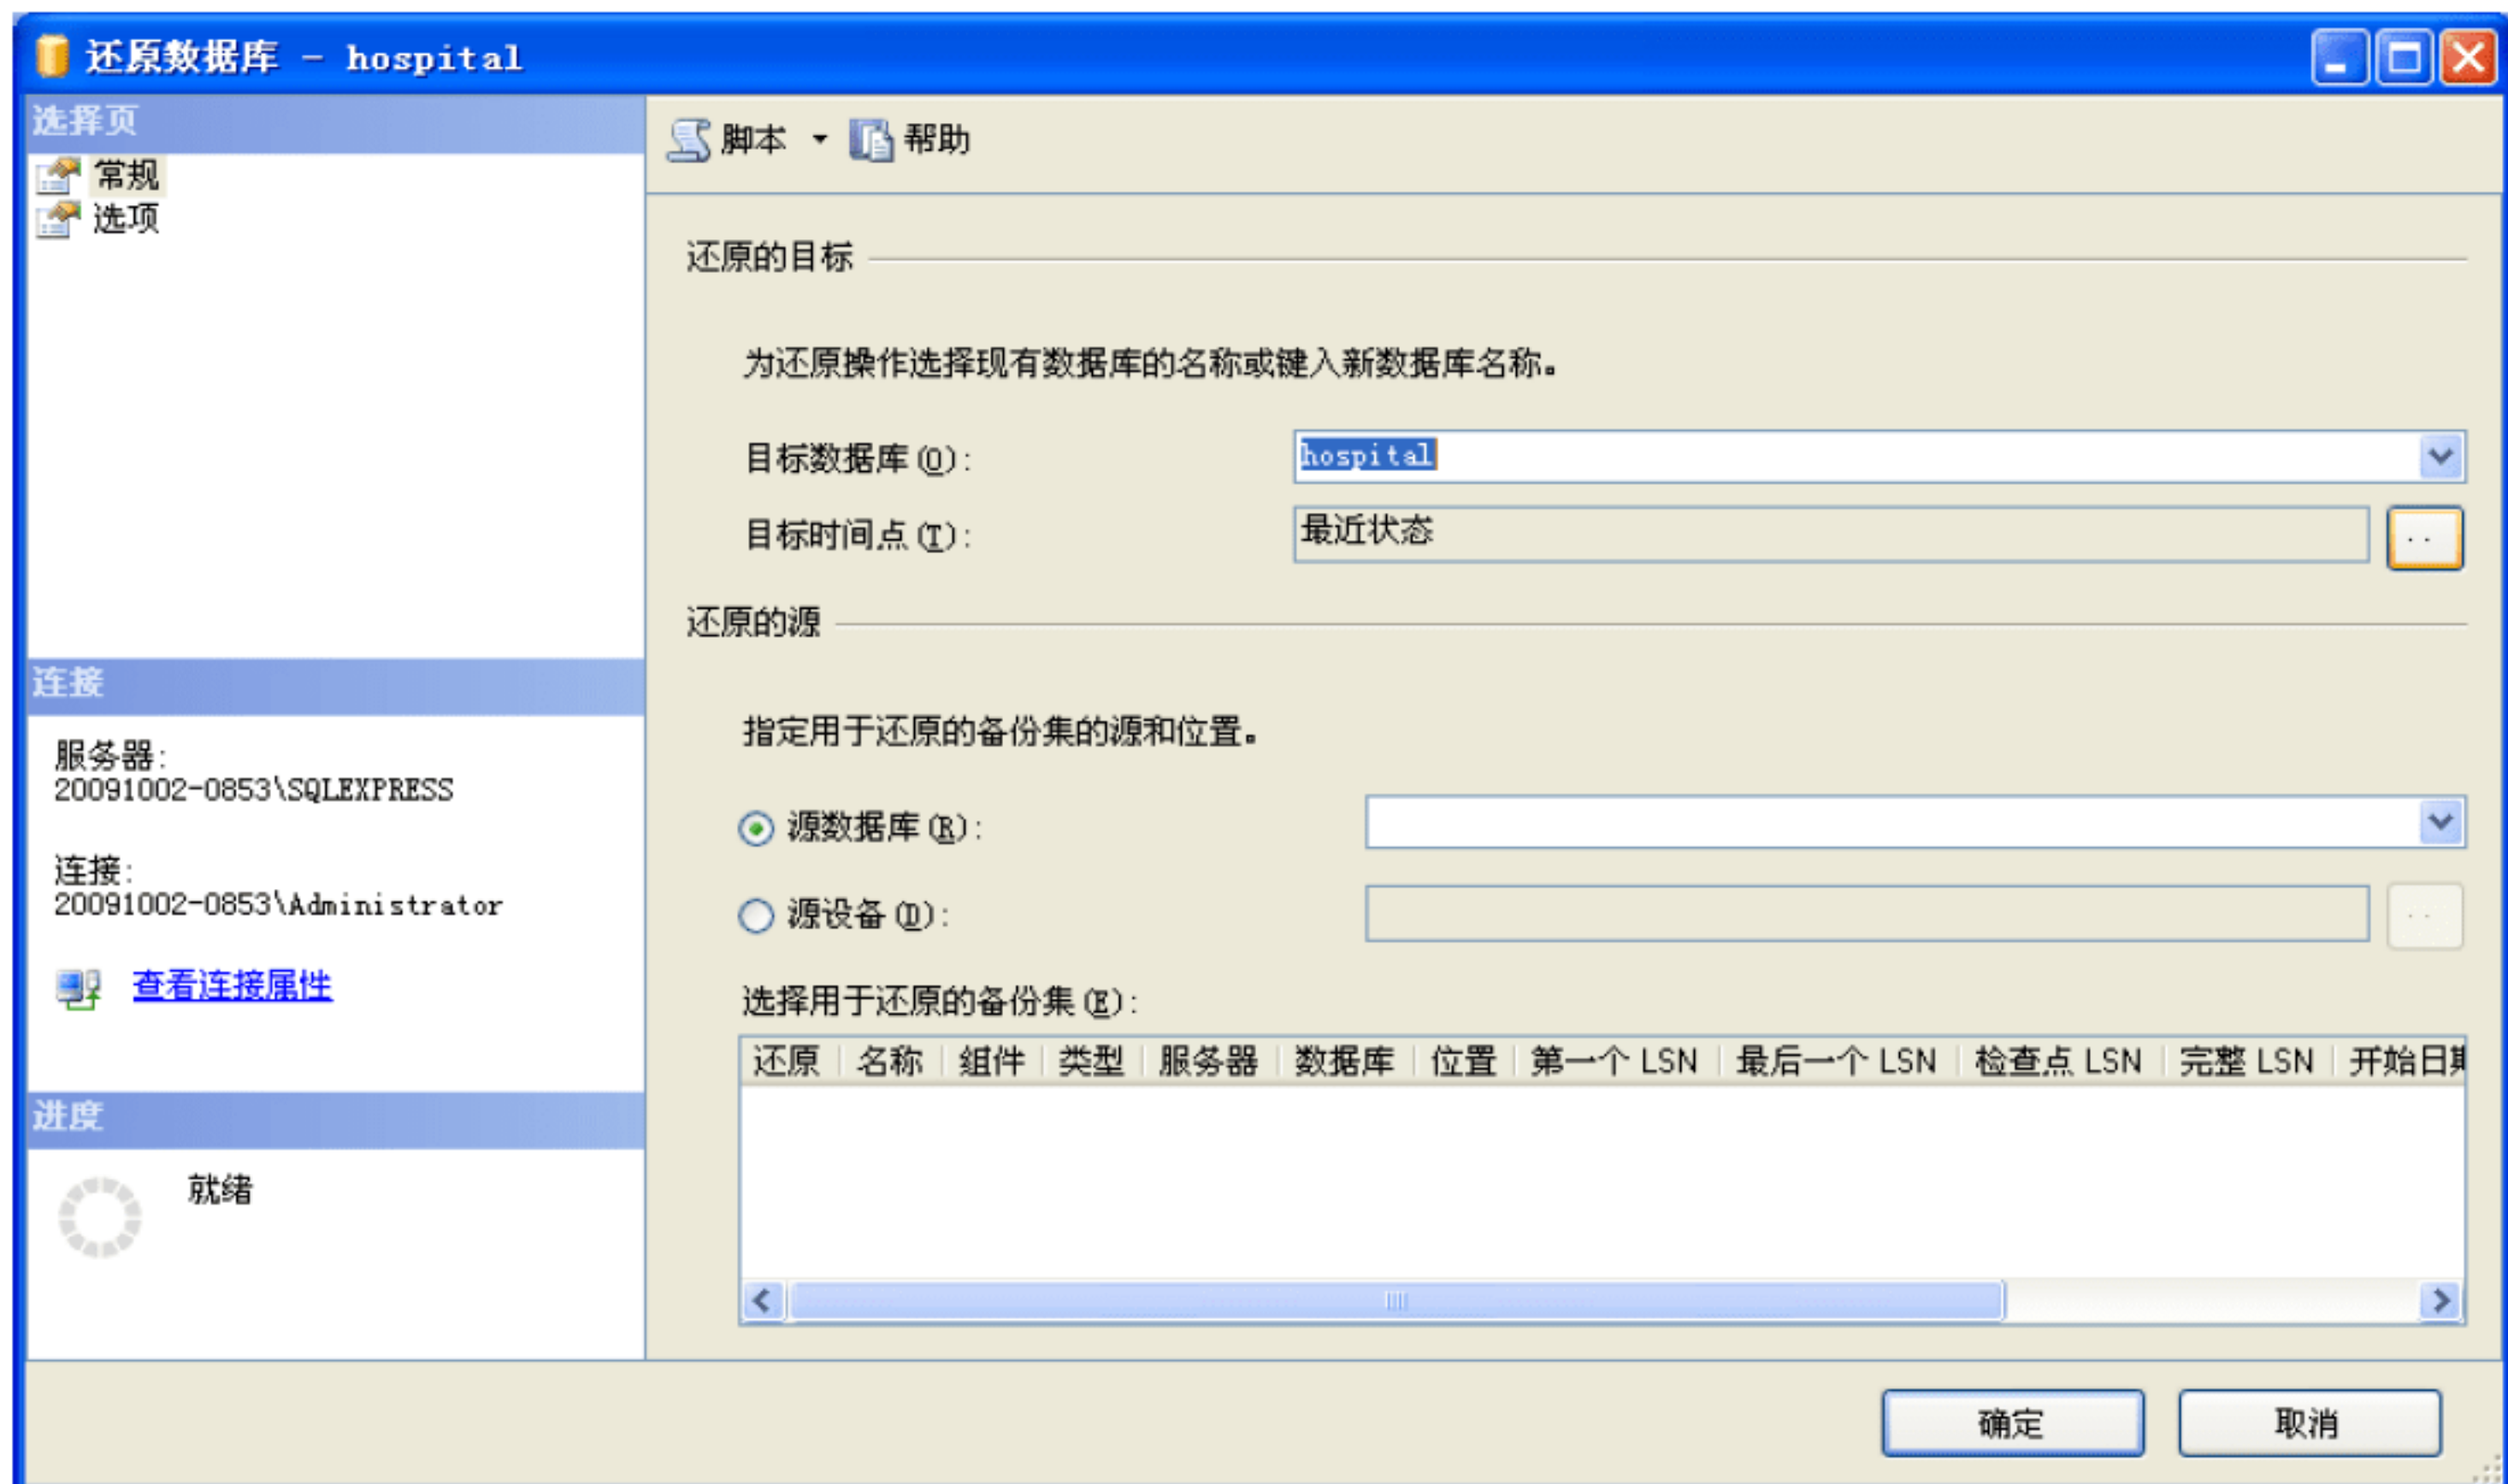 还原数据库 - hospital
选择页
常规
选项
连接
服务器:
20091002-0853\SQLEXPRESS
连接:
20091002-0853\Administrator
查看连接属性
进度
就绪
脚本 帮助
还原的目标
为还原操作选择现有数据库的名称或键入新数据库名称。
目标数据库(O): hospital
目标时间点(T): 最近状态 ..
还原的源
指定用于还原的备份集的源和位置。
源数据库(R):
源设备(D): ..
选择用于还原的备份集(E):
还原 名称 组件 类型 服务器 数据库 位置 第一个 LSN 最后一个 LSN 检查点 LSN 完整 LSN 开始日期
确定 取消